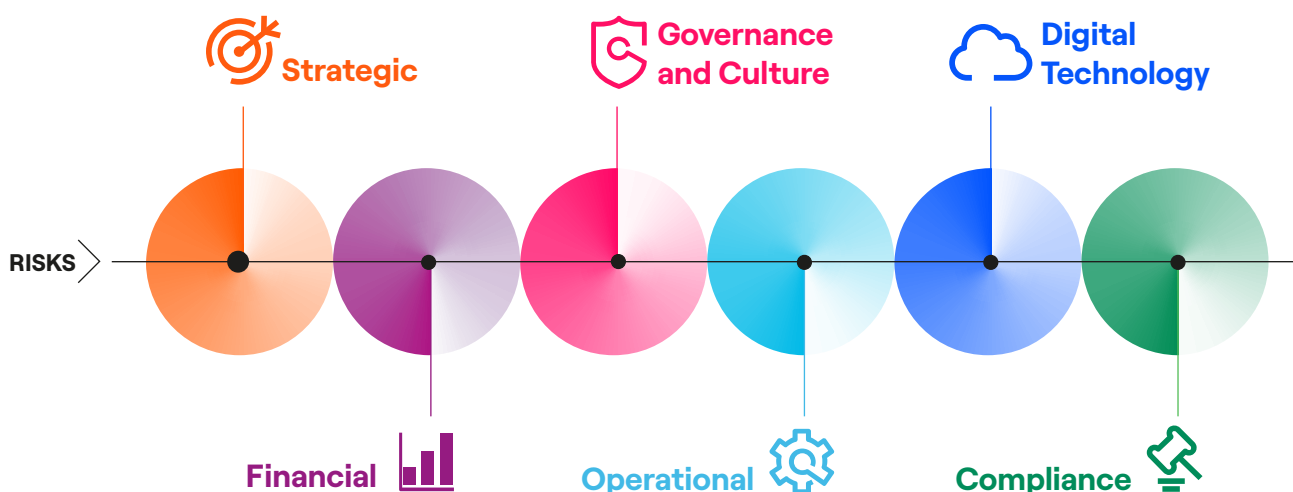 Strategic
Governance
and Culture
Digital
Technology
RISKS
Financial
Operational
Compliance